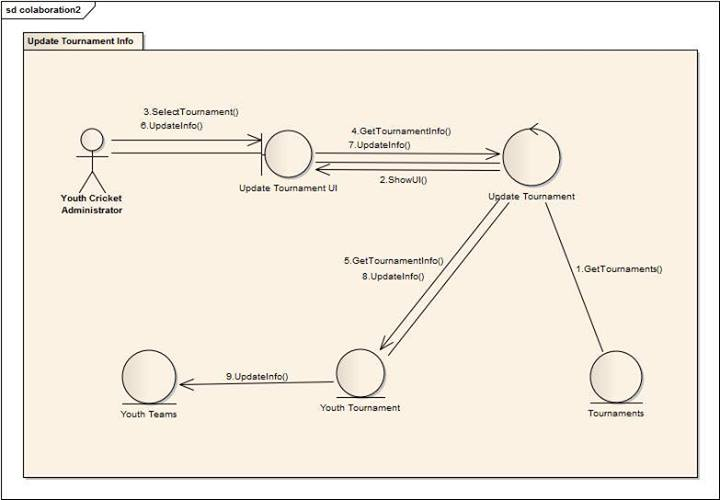 sd colaboration2
Update Tournament Info
3.SelectTournament()
6.UpdateInfo()
4.GetTournamentInfo()
7.UpdateInfo()
2.ShowUI()
Update Tournament UI
Update Tournament
Youth Cricket
Administrator
5.GetTournamentInfo()
8.UpdateInfo()
1.GetTournaments()
9.UpdateInfo()
Youth Teams
Youth Tournament
Tournaments